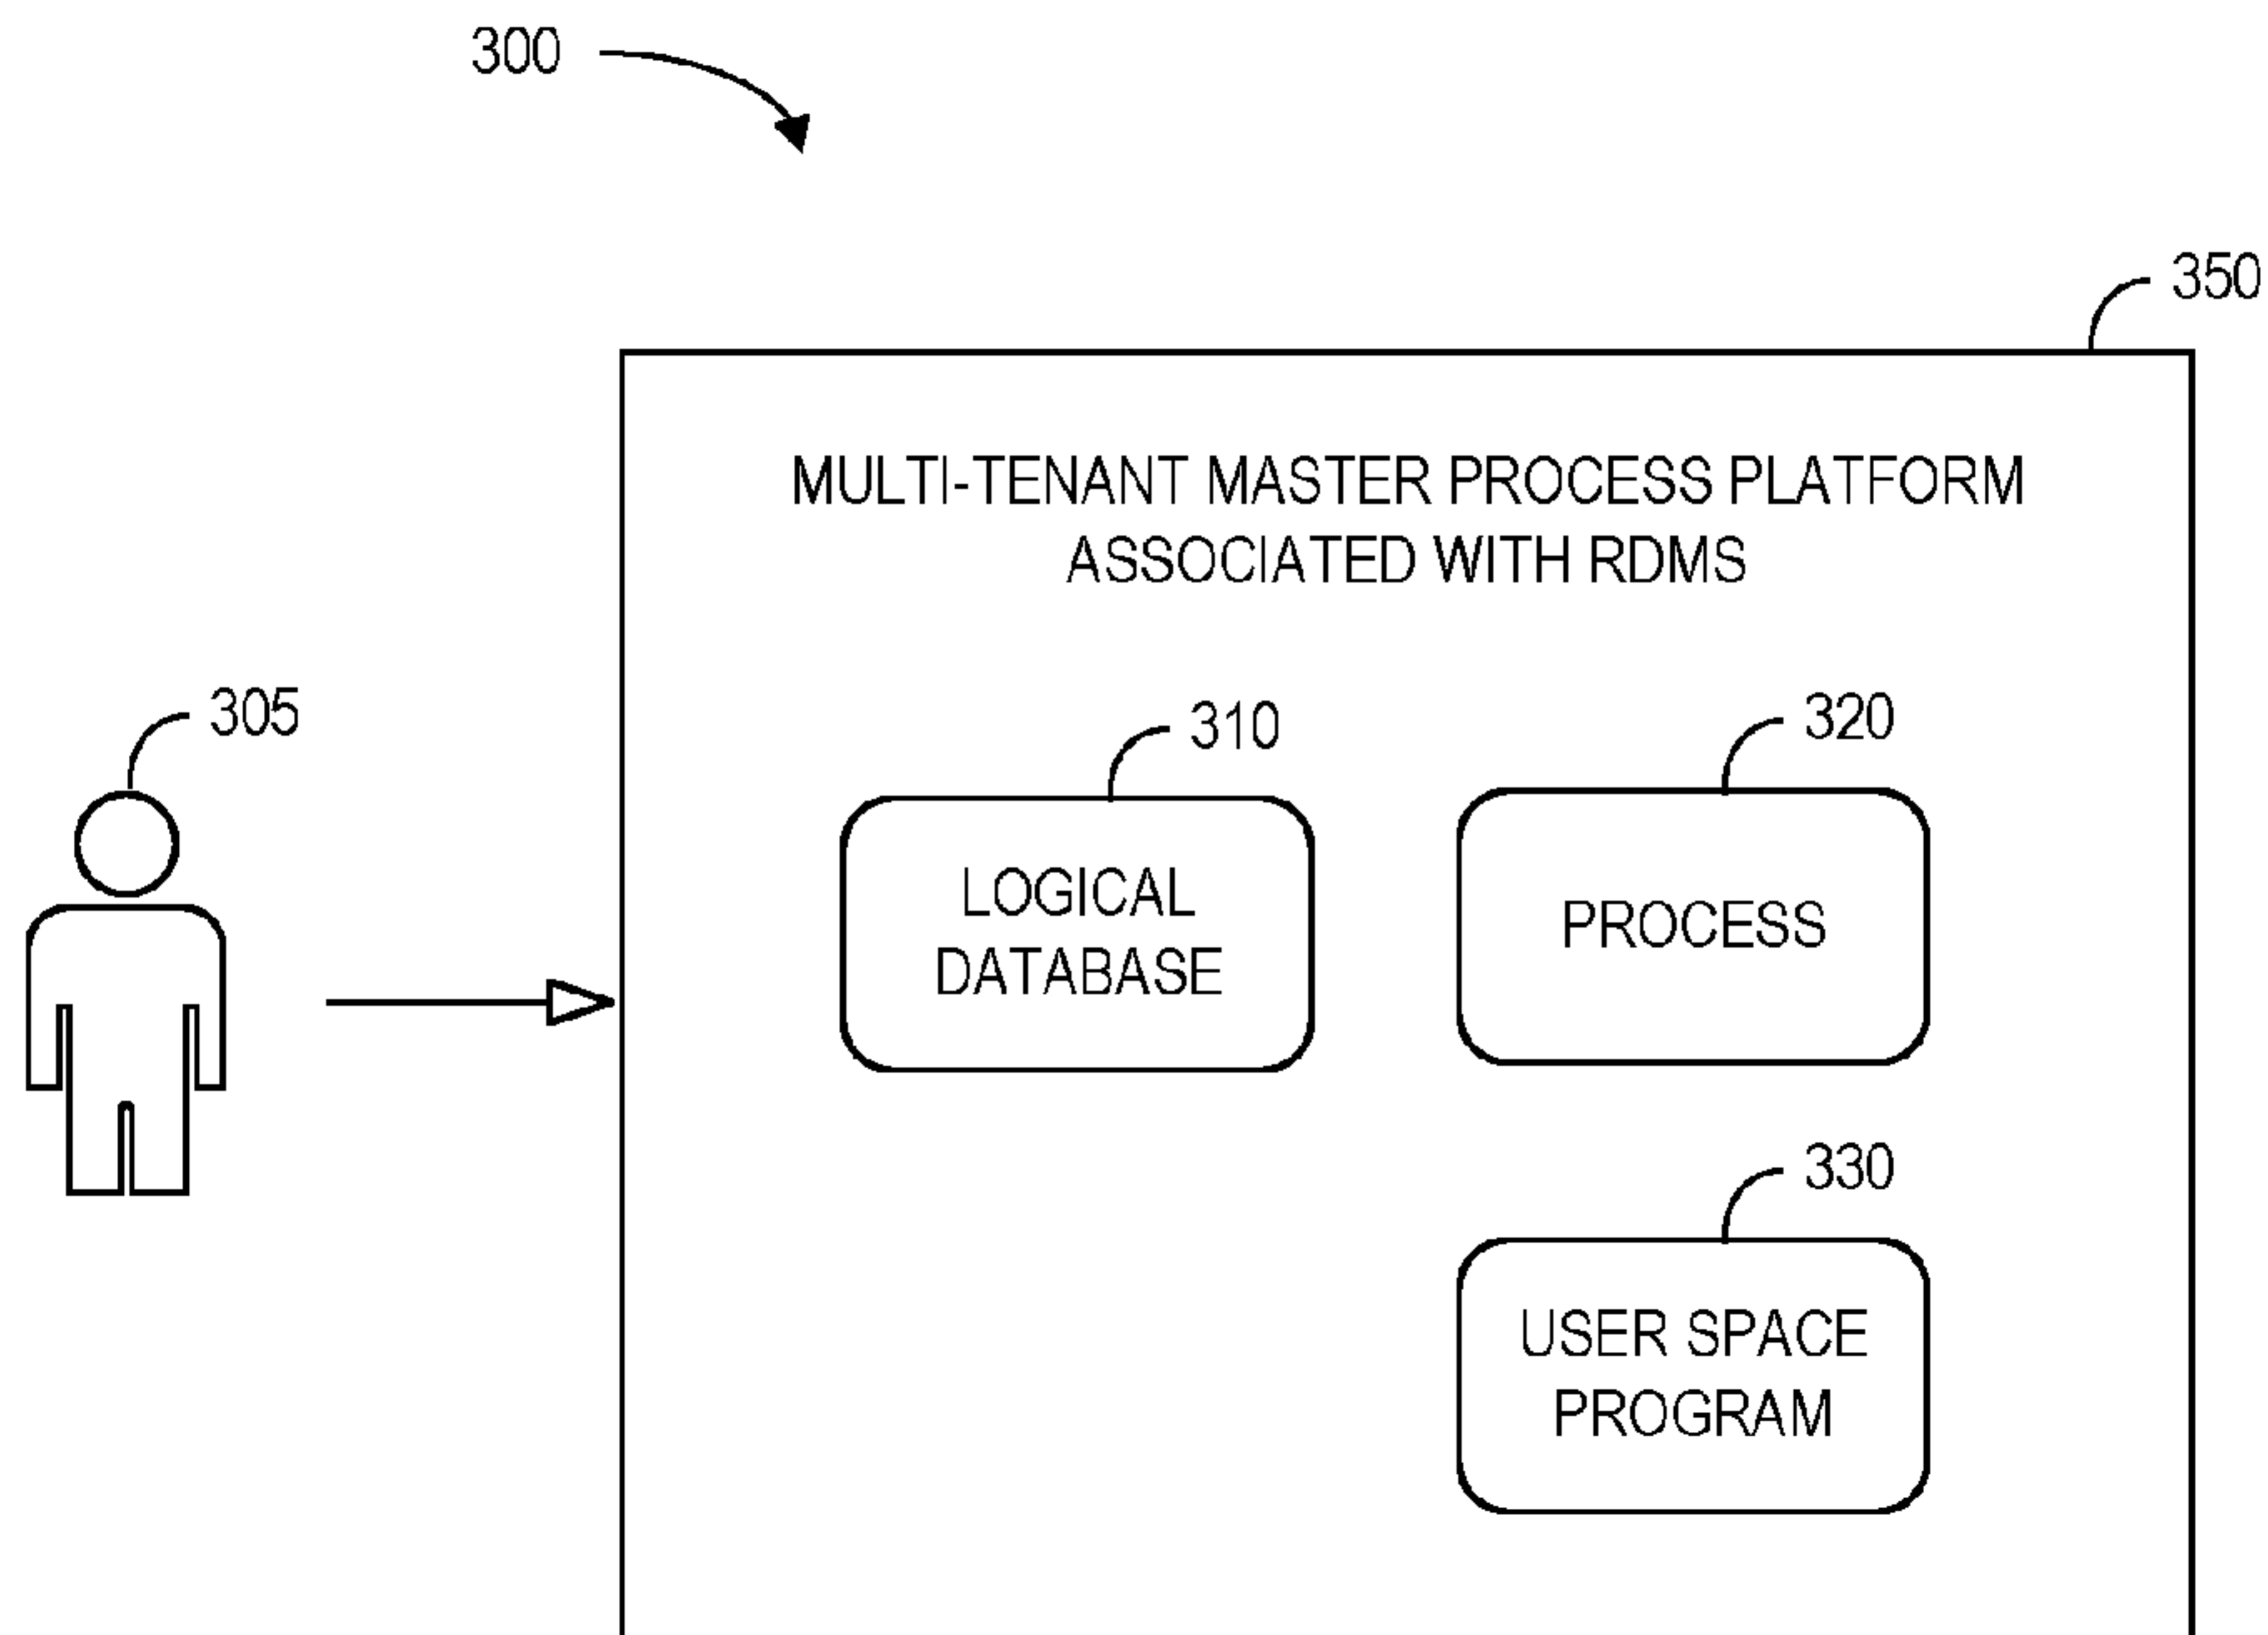 300
350
MULTI-TENANT MASTER PROCESS PLATFORM
ASSOCIATED WITH RDMS
305
310
320
LOGICAL
DATABASE
PROCESS
330
USER SPACE
PROGRAM